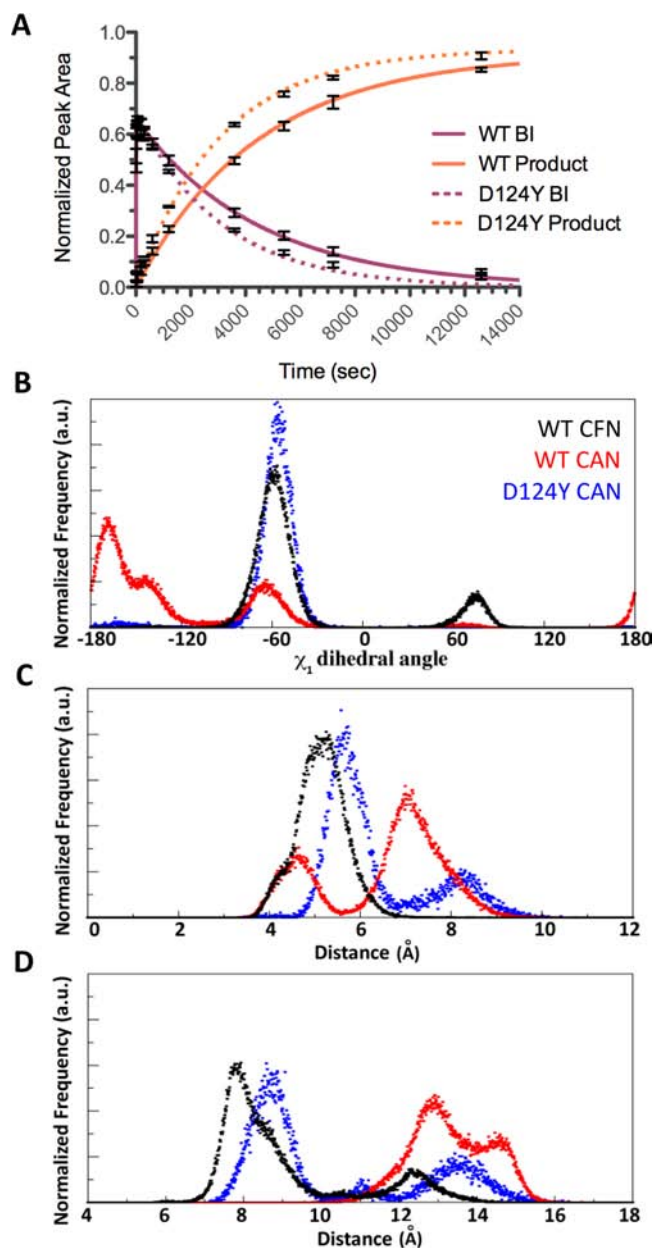 A
Normalized Peak Area
1.0
0.8
0.6
0.4
0.2
0.0
WT BI
WT Product
D124Y BI
D124Y Product
0
2000
4000
6000
8000
10000
12000
14000
Time (sec)
B
Normalized Frequency (a.u.)
WT CFN
WT CAN
D124Y CAN
-180 -120 -60 0 60 120 180
χ1 dihedral angle
C
Normalized Frequency (a.u.)
0 2 4 6 8 10 12
Distance (Å)
D
Normalized Frequency (a.u.)
4 6 8 10 12 14 16 18
Distance (Å)